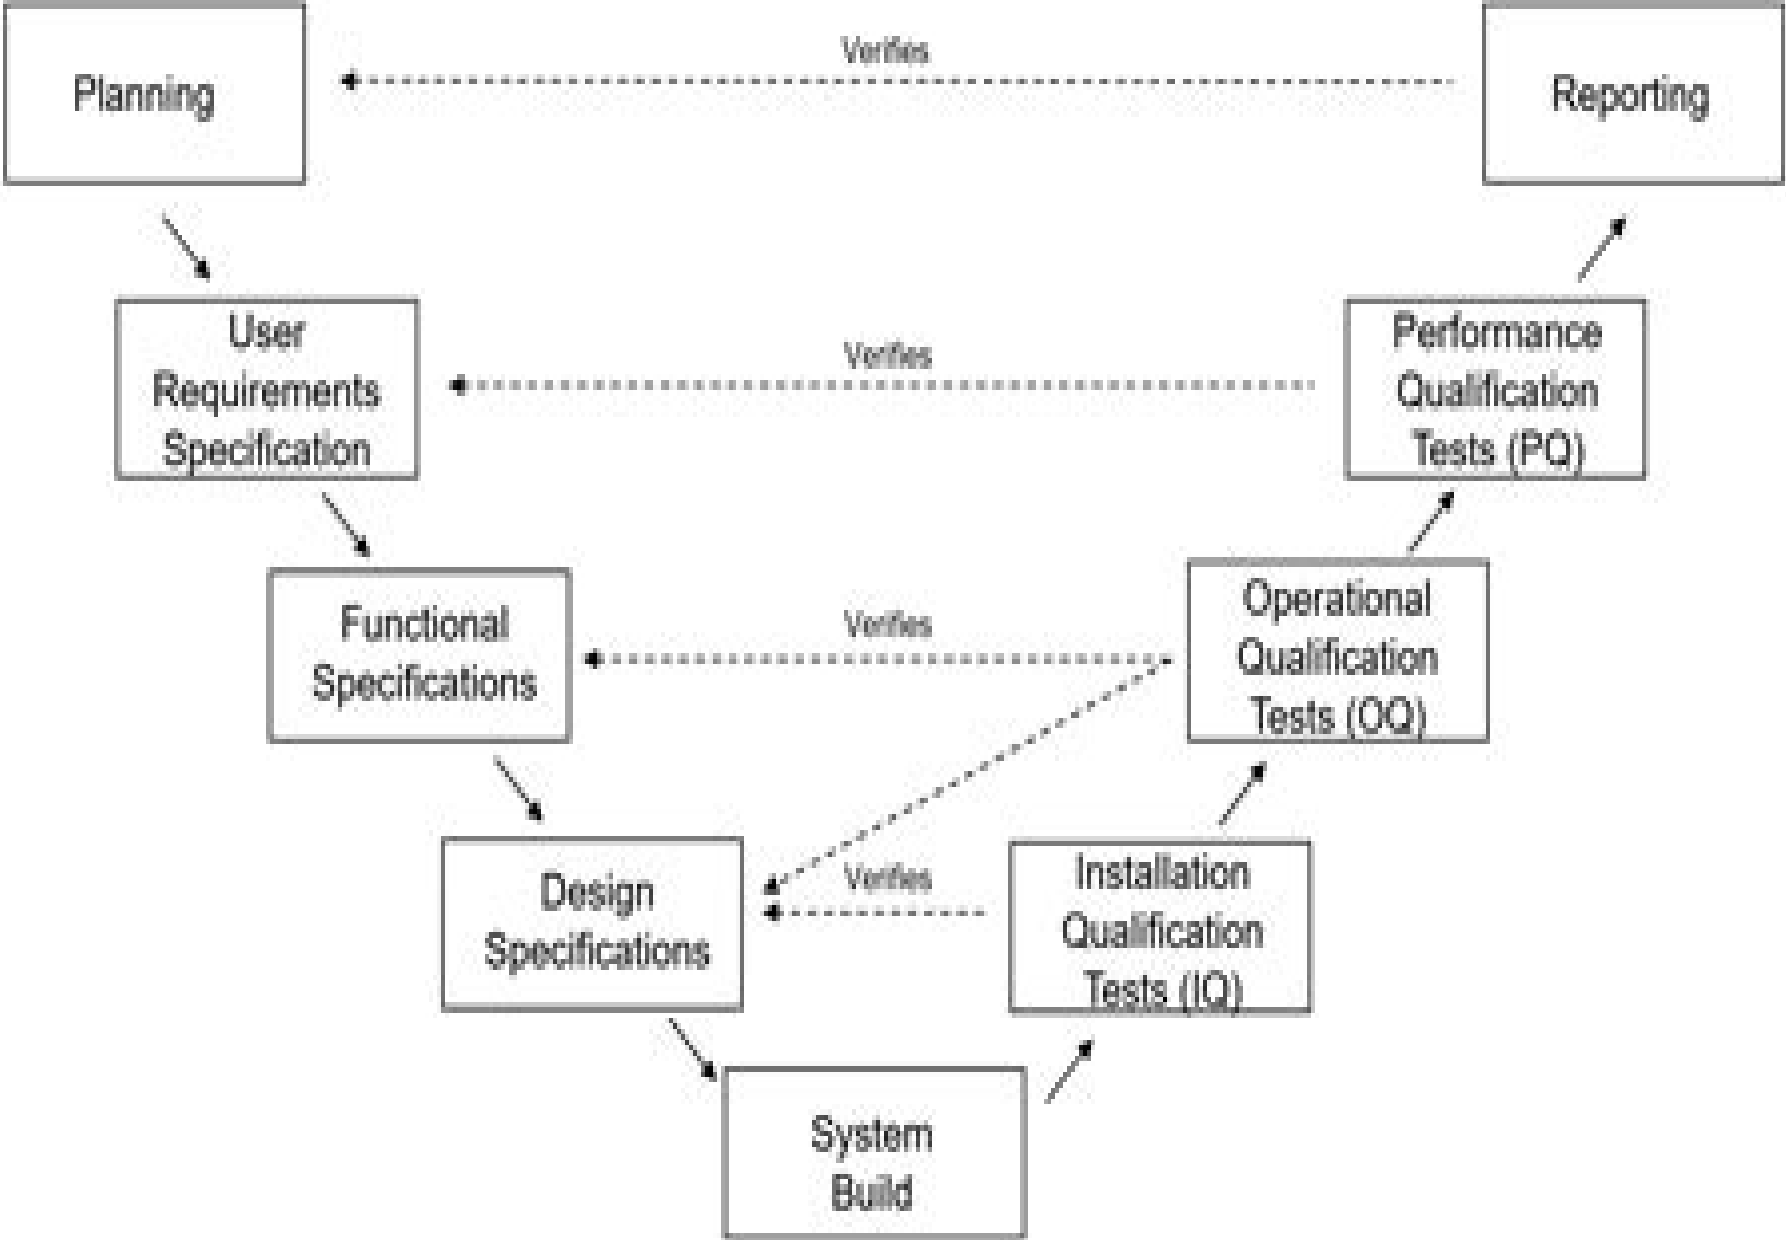 Planning
Verifies
Reporting
User
Requirements
Specification
Verifies
Performance
Qualification
Tests (PQ)
Functional
Specifications
Verifies
Operational
Qualification
Tests (OQ)
Design
Specifications
Verifies
Installation
Qualification
Tests (IQ)
System
Build